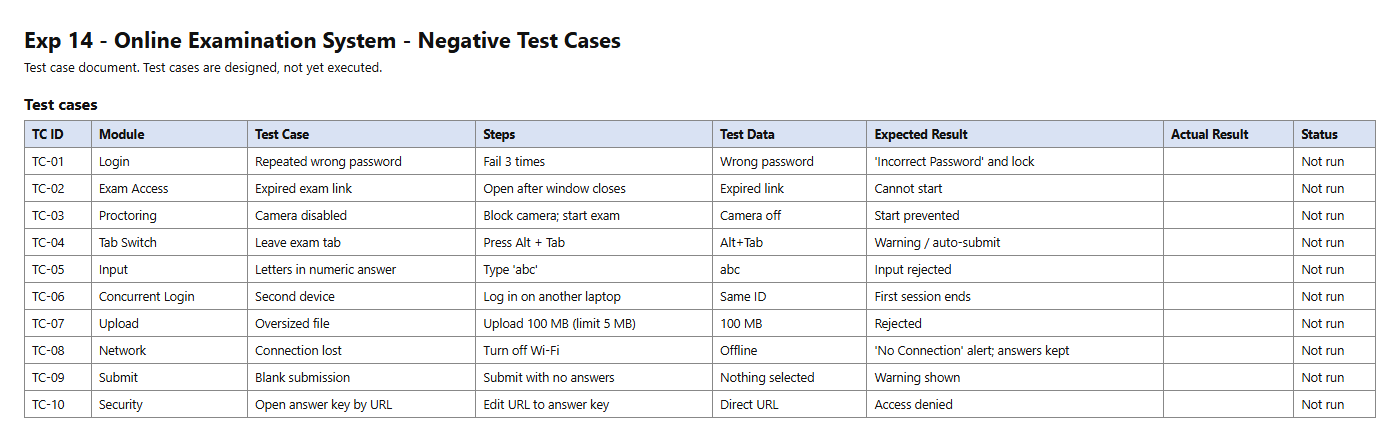 Exp 14 - Online Examination System - Negative Test Cases
Test case document. Test cases are designed, not yet executed.
Test cases
TC ID Module Test Case Steps Test Data Expected Result Actual Result Status
TC-01 Login Repeated wrong password Fail 3 times Wrong password 'Incorrect Password' and lock Not run
TC-02 Exam Access Expired exam link Open after window closes Expired link Cannot start Not run
TC-03 Proctoring Camera disabled Block camera; start exam Camera off Start prevented Not run
TC-04 Tab Switch Leave exam tab Press Alt + Tab Alt+Tab Warning / auto-submit Not run
TC-05 Input Letters in numeric answer Type 'abc' abc Input rejected Not run
TC-06 Concurrent Login Second device Log in on another laptop Same ID First session ends Not run
TC-07 Upload Oversized file Upload 100 MB (limit 5 MB) 100 MB Rejected Not run
TC-08 Network Connection lost Turn off Wi-Fi Offline 'No Connection' alert; answers kept Not run
TC-09 Submit Blank submission Submit with no answers Nothing selected Warning shown Not run
TC-10 Security Open answer key by URL Edit URL to answer key Direct URL Access denied Not run